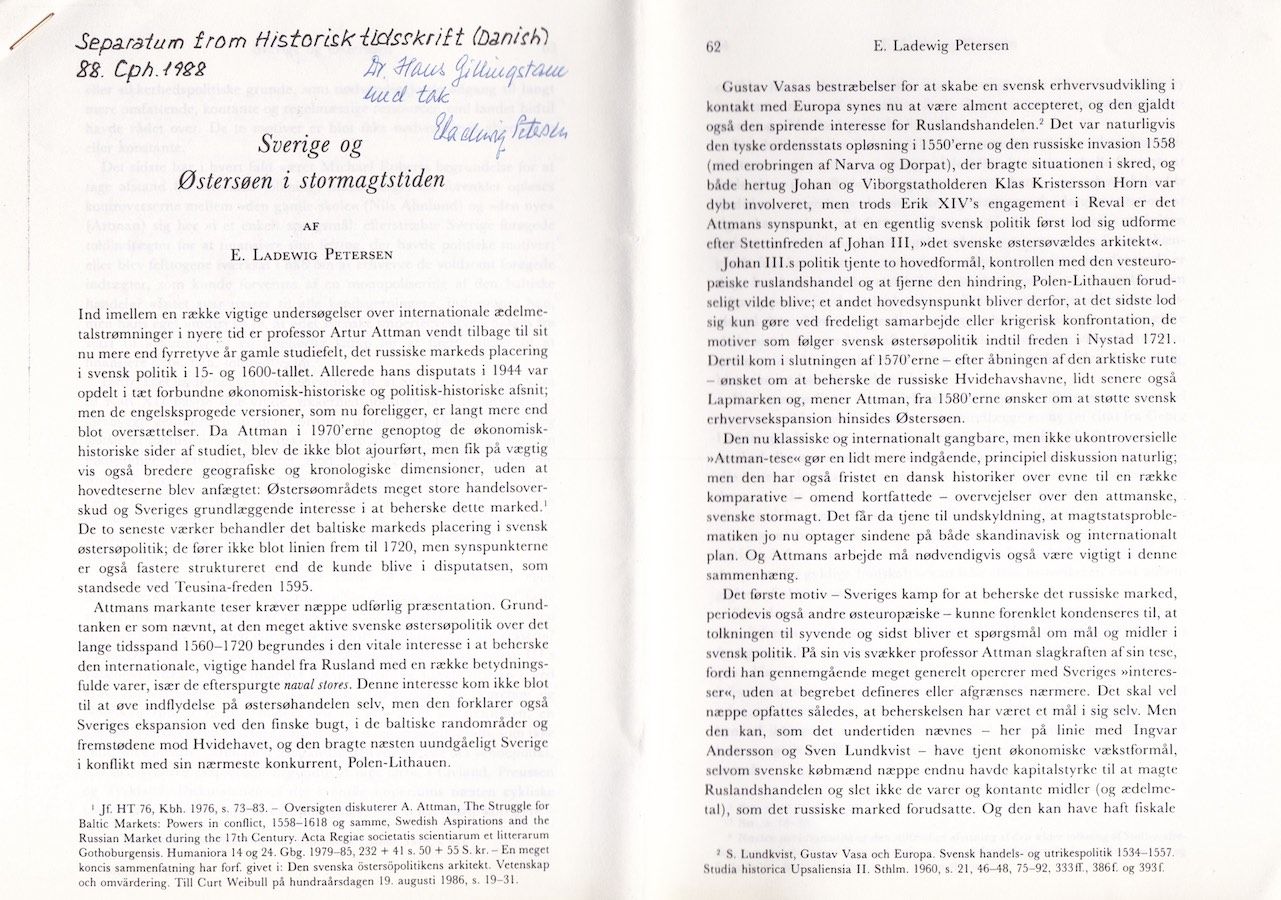 Separatum from Historisk tidsskrift (Danish)
88. Cph. 1988
Dr. Hans Gillingstam
med tak
Ladewig Petersen
Sverige og
Østersøen i stormagtstiden
AF
E. LADEWIG PETERSEN
Ind imellem en række vigtige undersøgelser over internationale ædelme-
talstrømninger i nyere tid er professor Artur Attman vendt tilbage til sit
nu mere end fyrretyve år gamle studiefelt, det russiske markeds placering
i svensk politik i 15- og 1600-tallet. Allerede hans disputats i 1944 var
opdelt i tæt forbundne økonomisk-historiske og politisk-historiske afsnit;
men de engelsksprogede versioner, som nu foreligger, er langt mere end
blot oversættelser. Da Attman i 1970'erne genoptog de økonomisk-
historiske sider af studiet, blev de ikke blot ajourført, men fik på vægtig
vis også bredere geografiske og kronologiske dimensioner, uden at
hovedteserne blev anfægtet: Østersøområdets meget store handelsover-
skud og Sveriges grundlæggende interesse i at beherske dette marked.¹
De to seneste værker behandler det baltiske markeds placering i svensk
østersøpolitik; de fører ikke blot linien frem til 1720, men synspunkterne
er også fastere struktureret end de kunde blive i disputatsen, som
standsede ved Teusina-freden 1595.
Attmans markante teser kræver næppe udførlig præsentation. Grund-
tanken er som nævnt, at den meget aktive svenske østersøpolitik over det
lange tidsspand 1560–1720 begrundes i den vitale interesse i at beherske
den internationale, vigtige handel fra Rusland med en række betydnings-
fulde varer, især de efterspurgte naval stores. Denne interesse kom ikke blot
til at øve indflydelse på østersøhandelen selv, men den forklarer også
Sveriges ekspansion ved den finske bugt, i de baltiske randområder og
fremstødene mod Hvidehavet, og den bragte næsten uundgåeligt Sverige
i konflikt med sin nærmeste konkurrent, Polen-Lithauen.
¹ Jf. HT 76, Kbh. 1976, s. 73–83. – Oversigten diskuterer A. Attman, The Struggle for
Baltic Markets: Powers in conflict, 1558–1618 og samme, Swedish Aspirations and the
Russian Market during the 17th Century. Acta Regiae societatis scientiarum et litterarum
Gothoburgensis. Humaniora 14 og 24. Gbg. 1979–85, 232 + 41 s. 50 + 55 S. kr. – En meget
koncis sammenfatning har forf. givet i: Den svenska östersöpolitikens arkitekt. Vetenskap
och omvärdering. Till Curt Weibull på hundraårsdagen 19. augusti 1986, s. 19–31.
62
E. Ladewig Petersen
Gustav Vasas bestræbelser for at skabe en svensk erhvervsudvikling i
kontakt med Europa synes nu at være alment accepteret, og den gjaldt
også den spirende interesse for Ruslandshandelen.² Det var naturligvis
den tyske ordensstats opløsning i 1550'erne og den russiske invasion 1558
(med erobringen af Narva og Dorpat), der bragte situationen i skred, og
både hertug Johan og Viborgstatholderen Klas Kristersson Horn var
dybt involveret, men trods Erik XIV's engagement i Reval er det
Attmans synspunkt, at en egentlig svensk politik først lod sig udforme
efter Stettinfreden af Johan III, »det svenske østersøvældes arkitekt«.
Johan III.s politik tjente to hovedformål, kontrollen med den vesteuro-
pæiske ruslandshandel og at fjerne den hindring, Polen-Lithauen forud-
seligt vilde blive; et andet hovedsynspunkt bliver derfor, at det sidste lod
sig kun gøre ved fredeligt samarbejde eller krigerisk konfrontation, de
motiver som følger svensk østersøpolitik indtil freden i Nystad 1721.
Dertil kom i slutningen af 1570'erne – efter åbningen af den arktiske rute
– ønsket om at beherske de russiske Hvidehavshavne, lidt senere også
Lapmarken og, mener Attman, fra 1580'erne ønsker om at støtte svensk
erhvervsekspansion hinsides Østersøen.
Den nu klassiske og internationalt gangbare, men ikke ukontroversielle
»Attman-tese« gør en lidt mere indgående, principiel diskussion naturlig;
men den har også fristet en dansk historiker over evne til en række
komparative – omend kortfattede – overvejelser over den attmanske,
svenske stormagt. Det får da tjene til undskyldning, at magtstatsproble-
matiken jo nu optager sindene på både skandinavisk og internationalt
plan. Og Attmans arbejde må nødvendigvis også være vigtigt i denne
sammenhæng.
Det første motiv – Sveriges kamp for at beherske det russiske marked,
periodevis også andre østeuropæiske – kunne forenklet kondenseres til, at
tolkningen til syvende og sidst bliver et spørgsmål om mål og midler i
svensk politik. På sin vis svækker professor Attman slagkraften af sin tese,
fordi han gennemgående meget generelt opererer med Sveriges »interes-
ser«, uden at begrebet defineres eller afgrænses nærmere. Det skal vel
næppe opfattes således, at beherskelsen har været et mål i sig selv. Men
den kan, som det undertiden nævnes – her på linie med Ingvar
Andersson og Sven Lundkvist – have tjent økonomiske vækstformål,
selvom svenske købmænd næppe endnu havde kapitalstyrke til at magte
Ruslandshandelen og slet ikke de varer og kontante midler (og ædelme-
tal), som det russiske marked forudsatte. Og den kan have haft fiskale
² S. Lundkvist, Gustav Vasa och Europa. Svensk handels- og utrikespolitik 1534–1557.
Studia historica Upsaliensia II. Sthlm. 1960, s. 21, 46–48, 75–92, 333ff., 386f. og 393f.